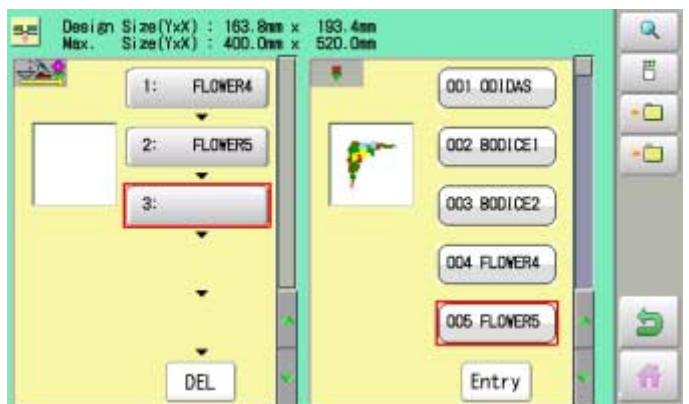 Design Size(YxX) : 163.8mm x 193.4mm
Max. Size(YxX) : 400.0mm x 520.0mm
1: FLOWER4
2: FLOWER5
3:
DEL
001 ODIDAS
002 BODICE1
003 BODICE2
004 FLOWER4
005 FLOWER5
Entry